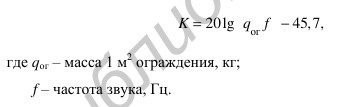 K = 20lg q_ог f – 45,7,
где q_ог – масса 1 м² ограждения, кг;
f – частота звука, Гц.